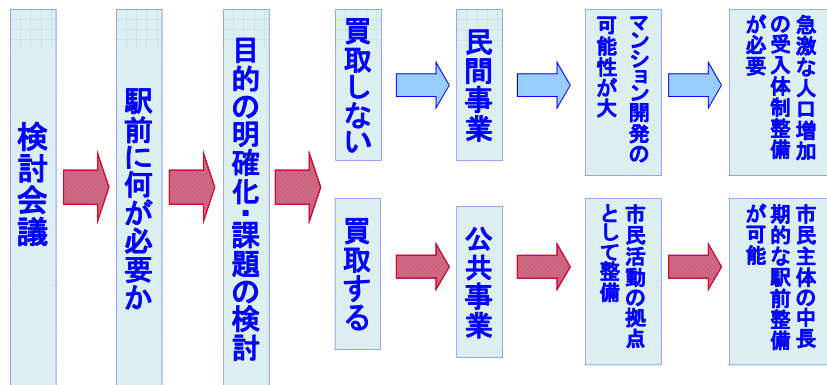 検討会議
駅前に何が必要か
目的の明確化・課題の検討
買取しない
民間事業
マンション開発の
可能性が大
急激な人口増加
の受入体制整備
が必要
買取する
公共事業
市民活動の拠点
として整備
市民主体の中長
期的な駅前整備
が可能